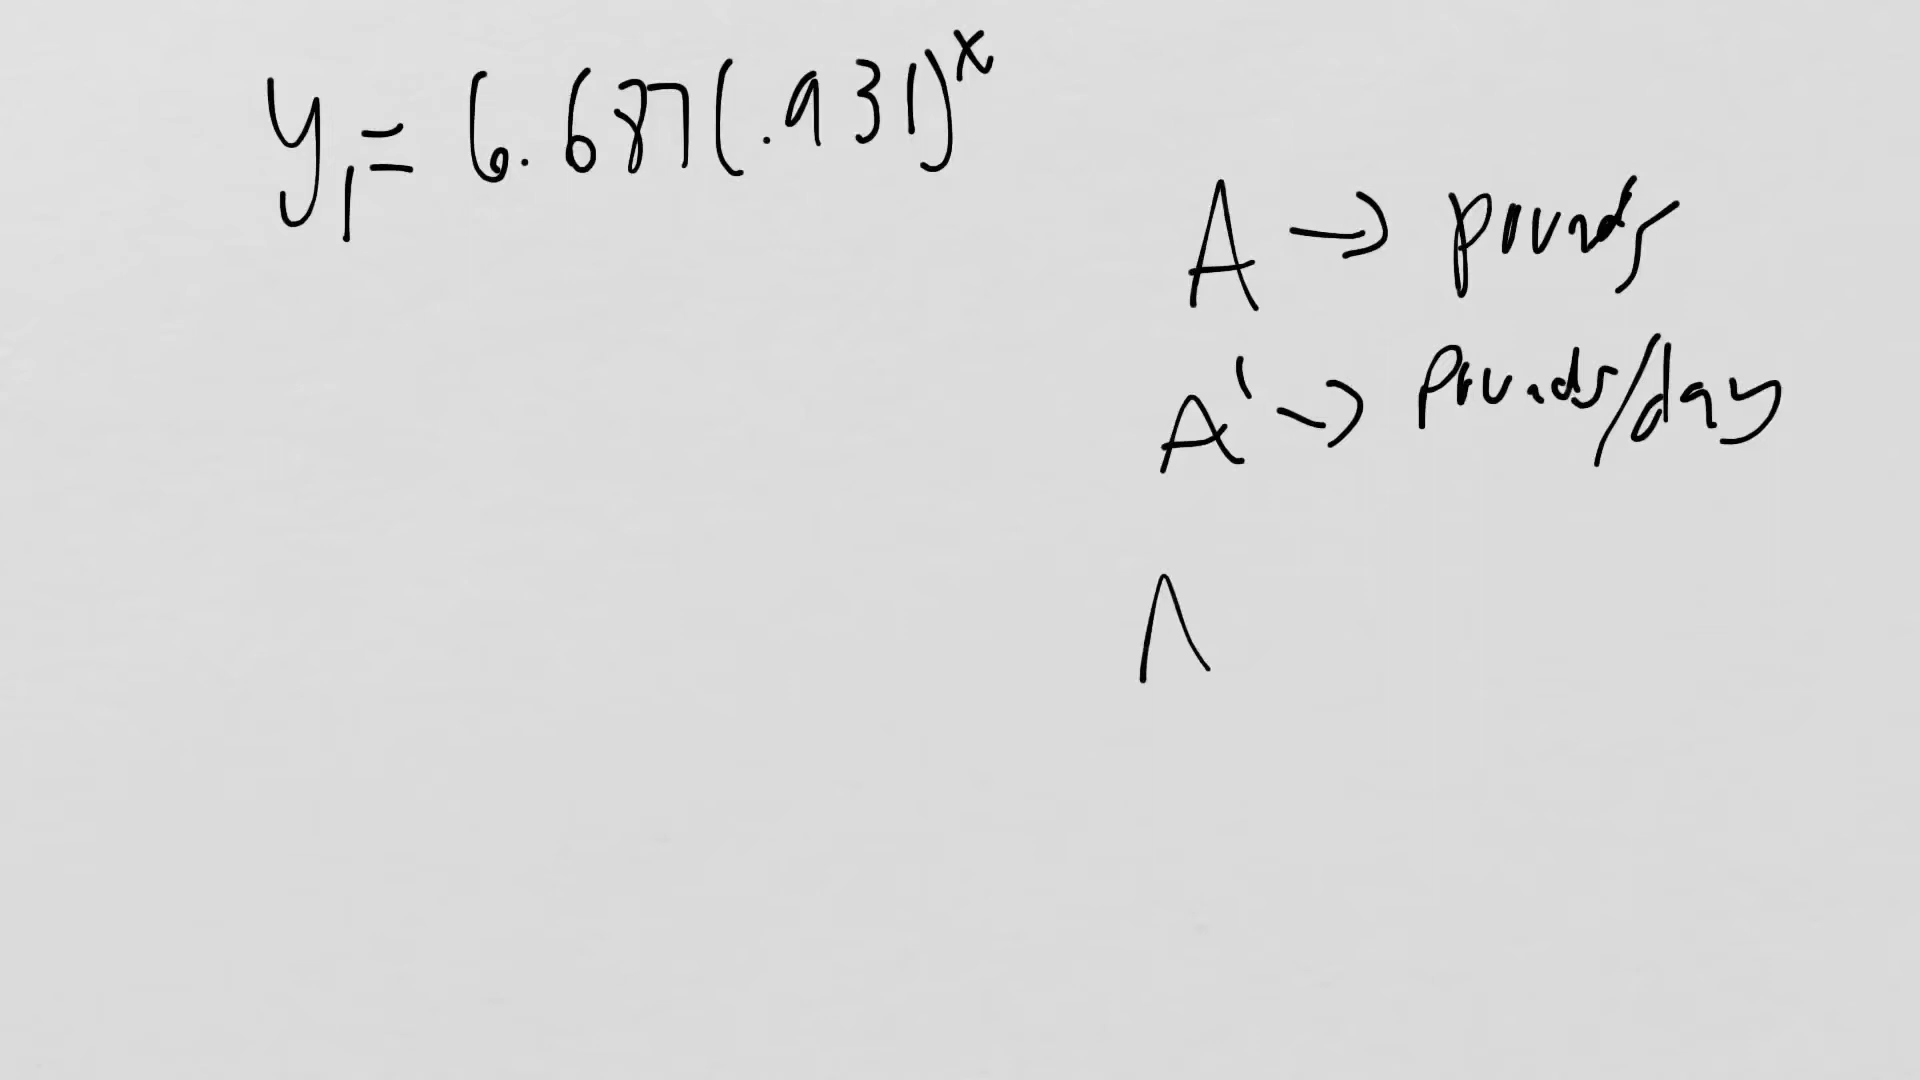 y₁ = 6.687(.931)^x
A → pounds
A' → pounds/day